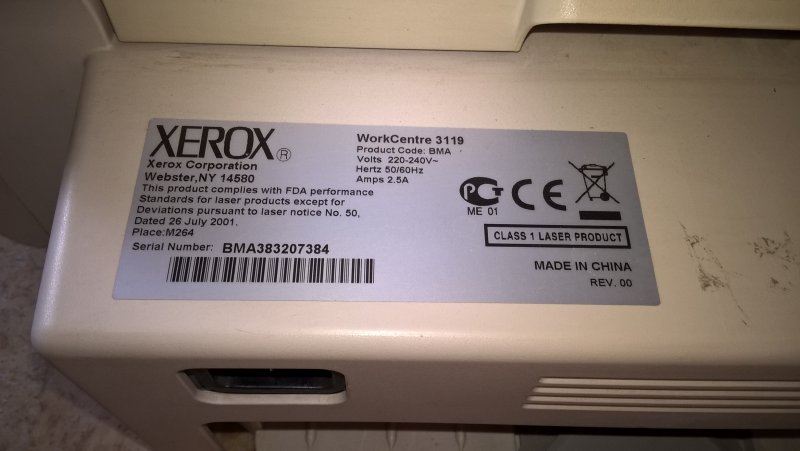 XEROX®
Xerox Corporation
Webster,NY 14580
This product complies with FDA performance
Standards for laser products except for
Deviations pursuant to laser notice No. 50,
Dated 26 July 2001.
Place:M264
Serial Number: BMA383207384
WorkCentre 3119
Product Code: BMA
Volts 220-240V~
Hertz 50/60Hz
Amps 2.5A
РСТ CE
ME 01
CLASS 1 LASER PRODUCT
MADE IN CHINA
REV. 00